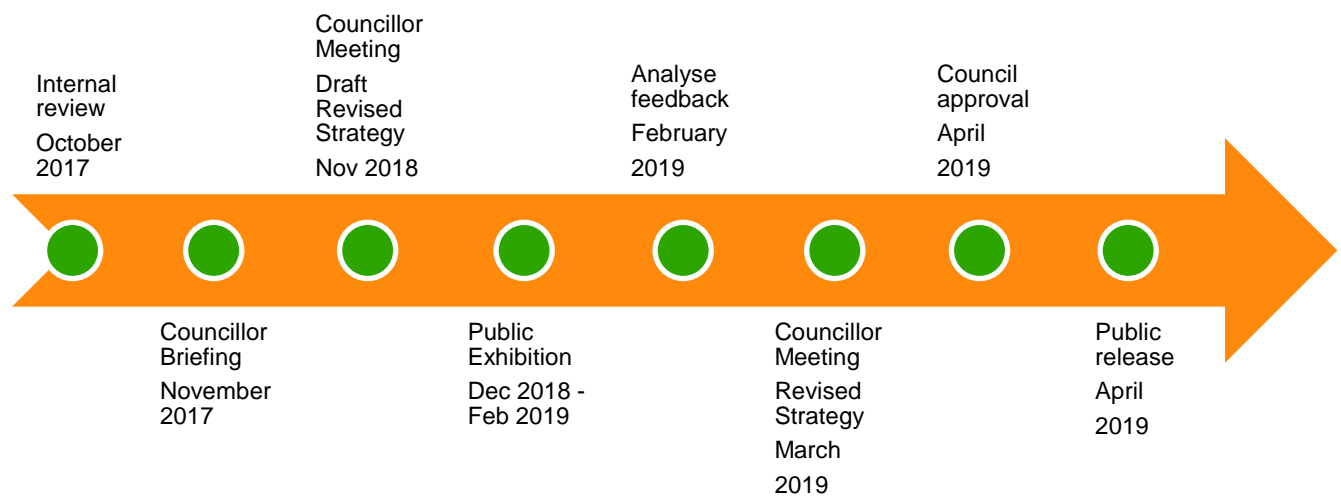 Internal
review
October
2017
Councillor
Briefing
November
2017
Councillor
Meeting
Draft
Revised
Strategy
Nov 2018
Public
Exhibition
Dec 2018 -
Feb 2019
Analyse
feedback
February
2019
Councillor
Meeting
Revised
Strategy
March
2019
Council
approval
April
2019
Public
release
April
2019